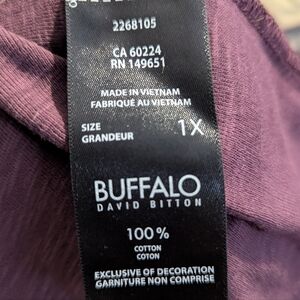 2268105
CA 60224
RN 149651
MADE IN VIETNAM
FABRIQUÉ AU VIETNAM
SIZE 1X
GRANDEUR
BUFFALO
DAVID BITTON
100%
COTTON
COTON
EXCLUSIVE OF DECORATION
GARNITURE NON COMPRISE